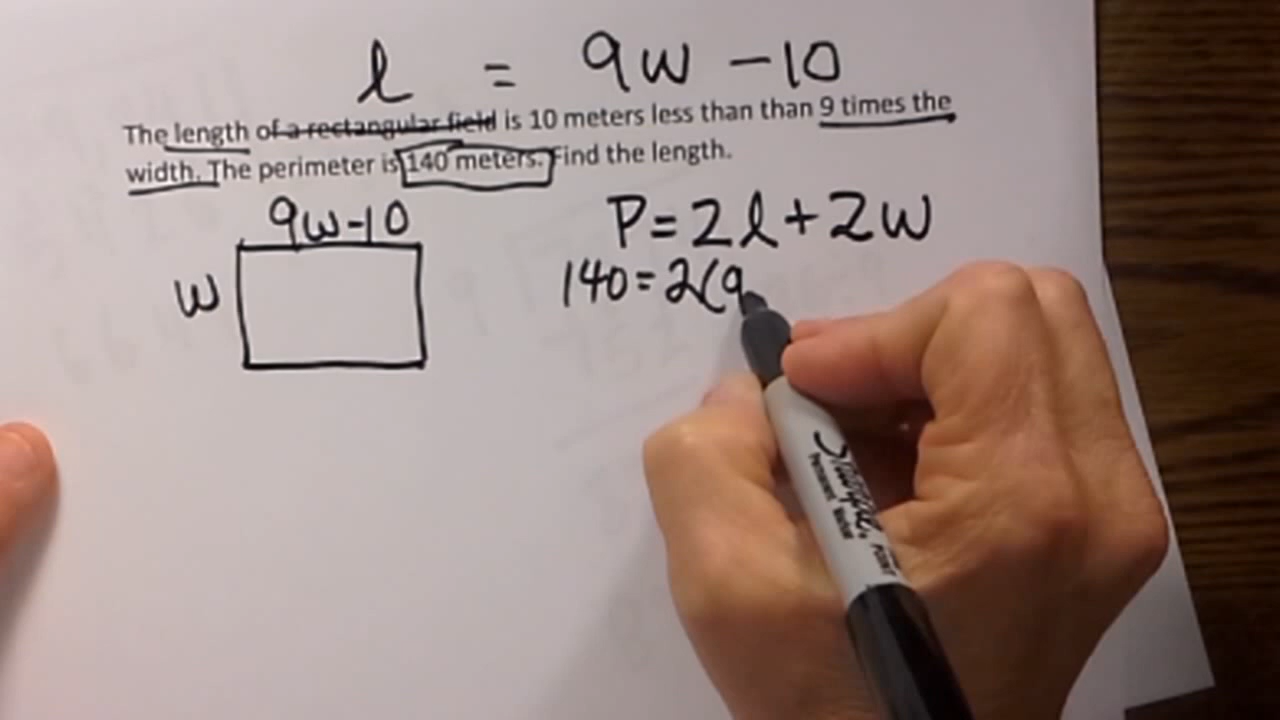 l = 9w - 10
The length of a rectangular field is 10 meters less than than 9 times the
width. The perimeter is 140 meters. Find the length.
9w-10
w
P=2l+2w
140=2(9
Sharpie.